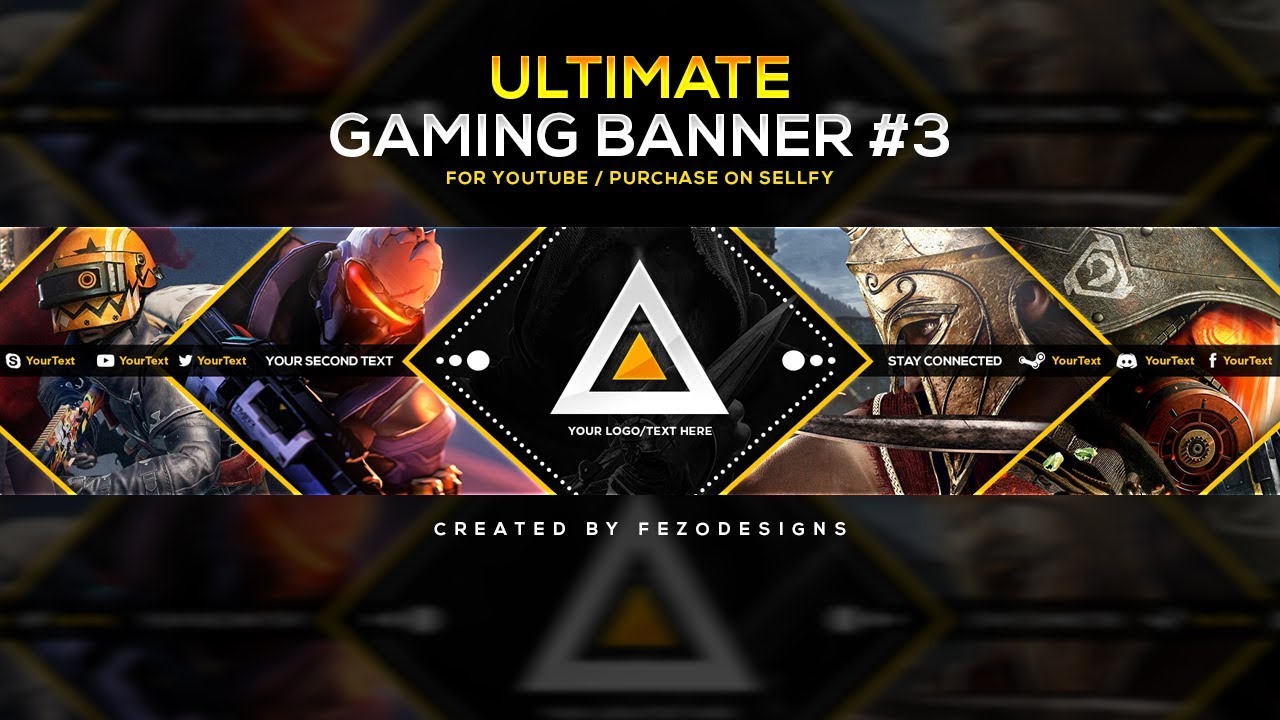 ULTIMATE
GAMING BANNER #3
FOR YOUTUBE / PURCHASE ON SELLFY
YourText YourText YourText YOUR SECOND TEXT STAY CONNECTED YourText YourText YourText
YOUR LOGO/TEXT HERE
CREATED BY FEZODESIGNS